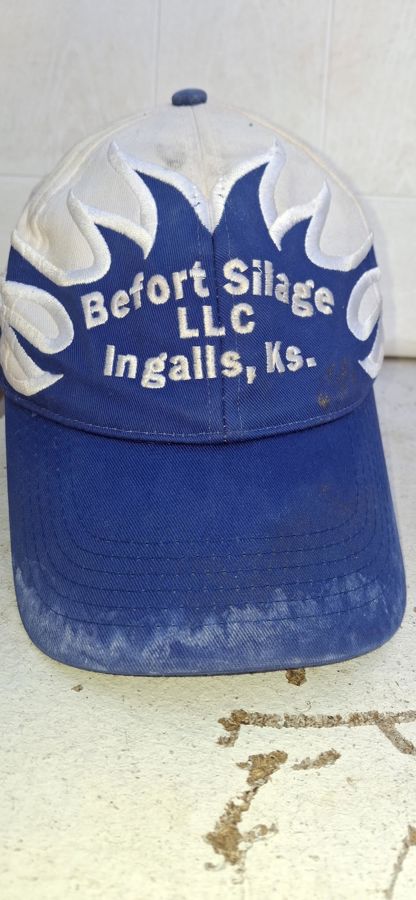 Befort Silage
LLC
Ingalls, Ks.